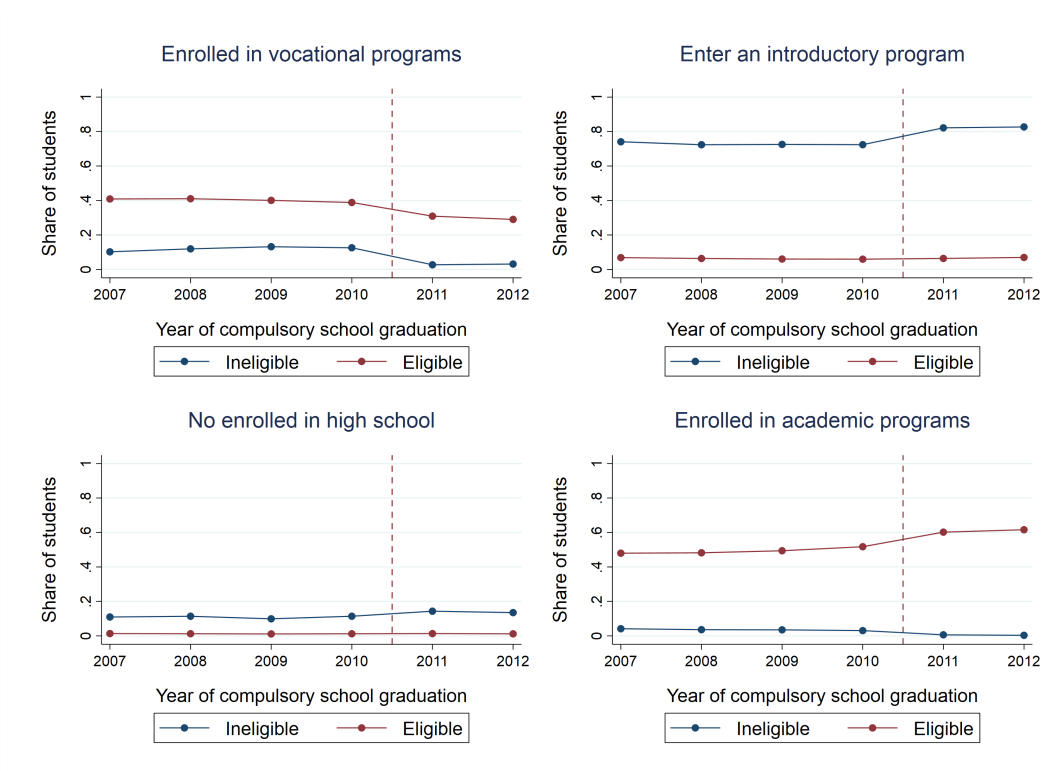 Enrolled in vocational programs
Share of students
1
.8
.6
.4
.2
0
2007 2008 2009 2010 2011 2012
Year of compulsory school graduation
Ineligible Eligible
Enter an introductory program
Share of students
1
.8
.6
.4
.2
0
2007 2008 2009 2010 2011 2012
Year of compulsory school graduation
Ineligible Eligible
No enrolled in high school
Share of students
1
.8
.6
.4
.2
0
2007 2008 2009 2010 2011 2012
Year of compulsory school graduation
Ineligible Eligible
Enrolled in academic programs
Share of students
1
.8
.6
.4
.2
0
2007 2008 2009 2010 2011 2012
Year of compulsory school graduation
Ineligible Eligible